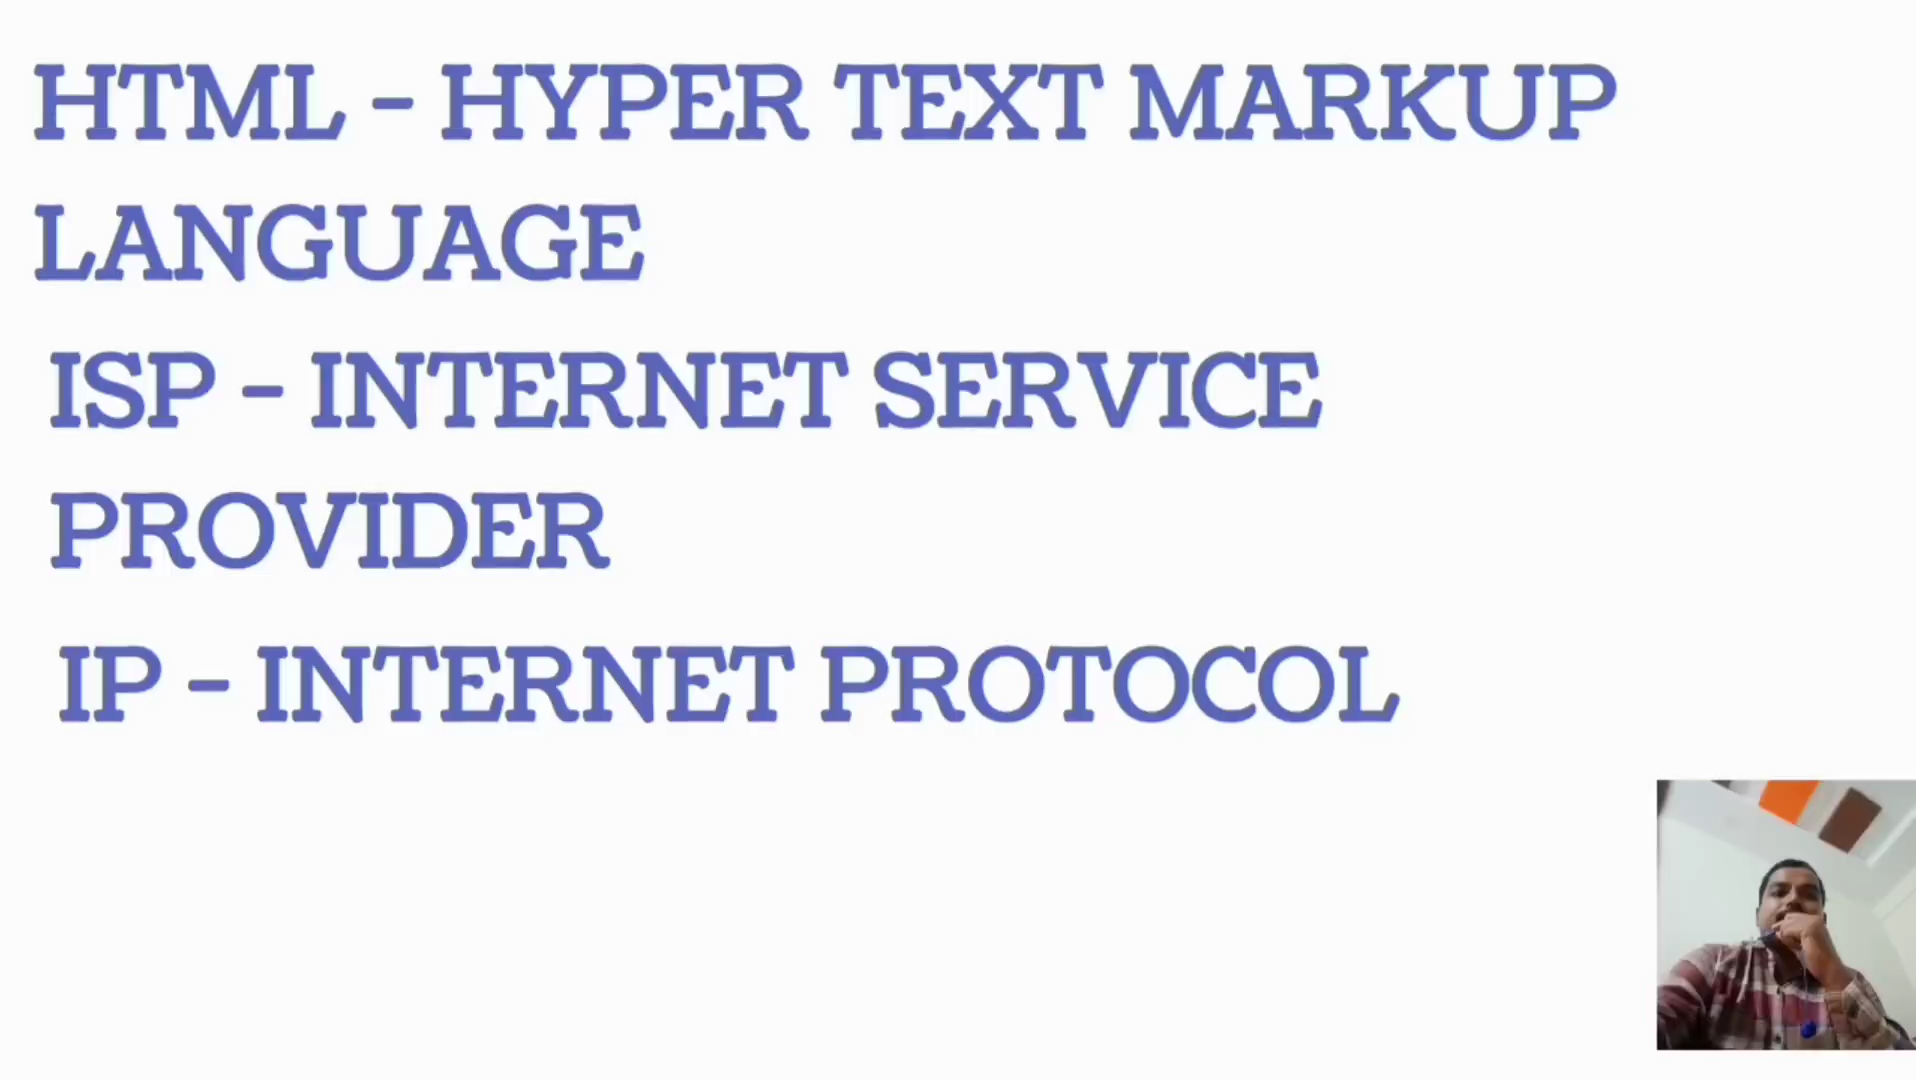 HTML - HYPER TEXT MARKUP
LANGUAGE
ISP - INTERNET SERVICE
PROVIDER
IP - INTERNET PROTOCOL